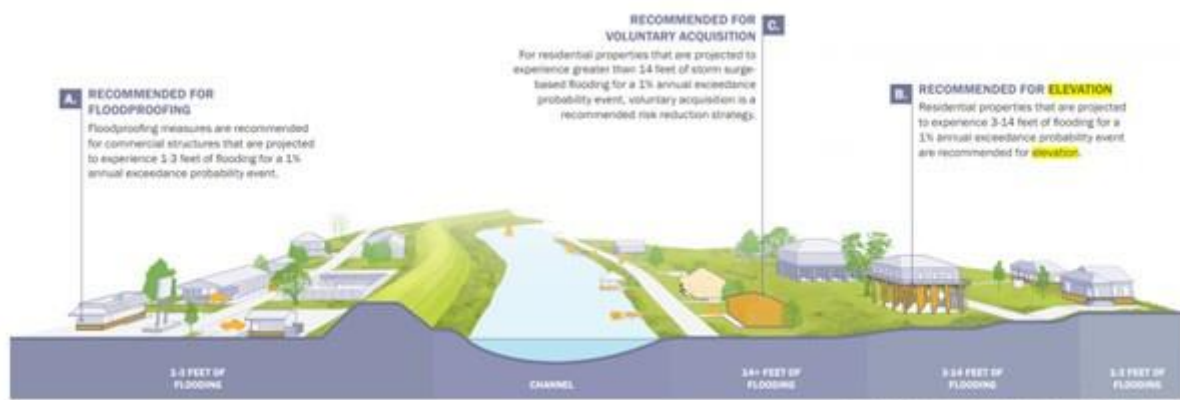 A. RECOMMENDED FOR
FLOODPROOFING
Floodproofing measures are recommended
for commercial structures that are projected
to experience 1-3 feet of flooding for a 1%
annual exceedance probability event.
RECOMMENDED FOR C.
VOLUNTARY ACQUISITION
For residential properties that are projected to
experience greater than 14 feet of storm surge-
based flooding for a 1% annual exceedance
probability event, voluntary acquisition is a
recommended risk reduction strategy.
B. RECOMMENDED FOR ELEVATION
Residential properties that are projected
to experience 3-14 feet of flooding for a
1% annual exceedance probability event
are recommended for elevation.
1-3 FEET OF
FLOODING
CHANNEL
14+ FEET OF
FLOODING
3-14 FEET OF
FLOODING
1-3 FEET OF
FLOODING